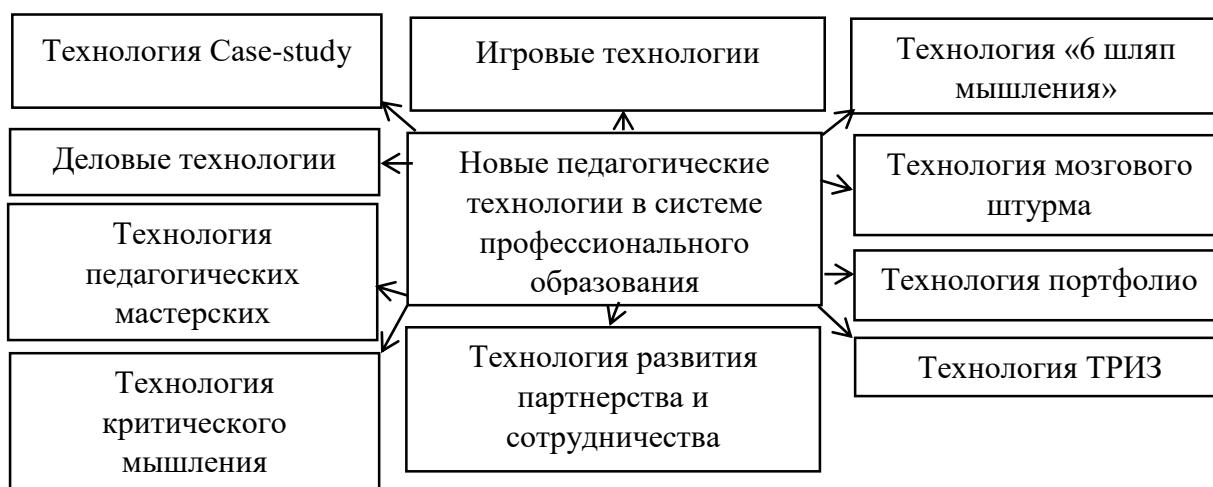 Технология Case-study
Игровые технологии
Технология «6 шляп
мышления»
Деловые технологии
Новые педагогические
технологии в системе
профессионального
образования
Технология мозгового
штурма
Технология
педагогических
мастерских
Технология портфолио
Технология
критического
мышления
Технология развития
партнерства и
сотрудничества
Технология ТРИЗ